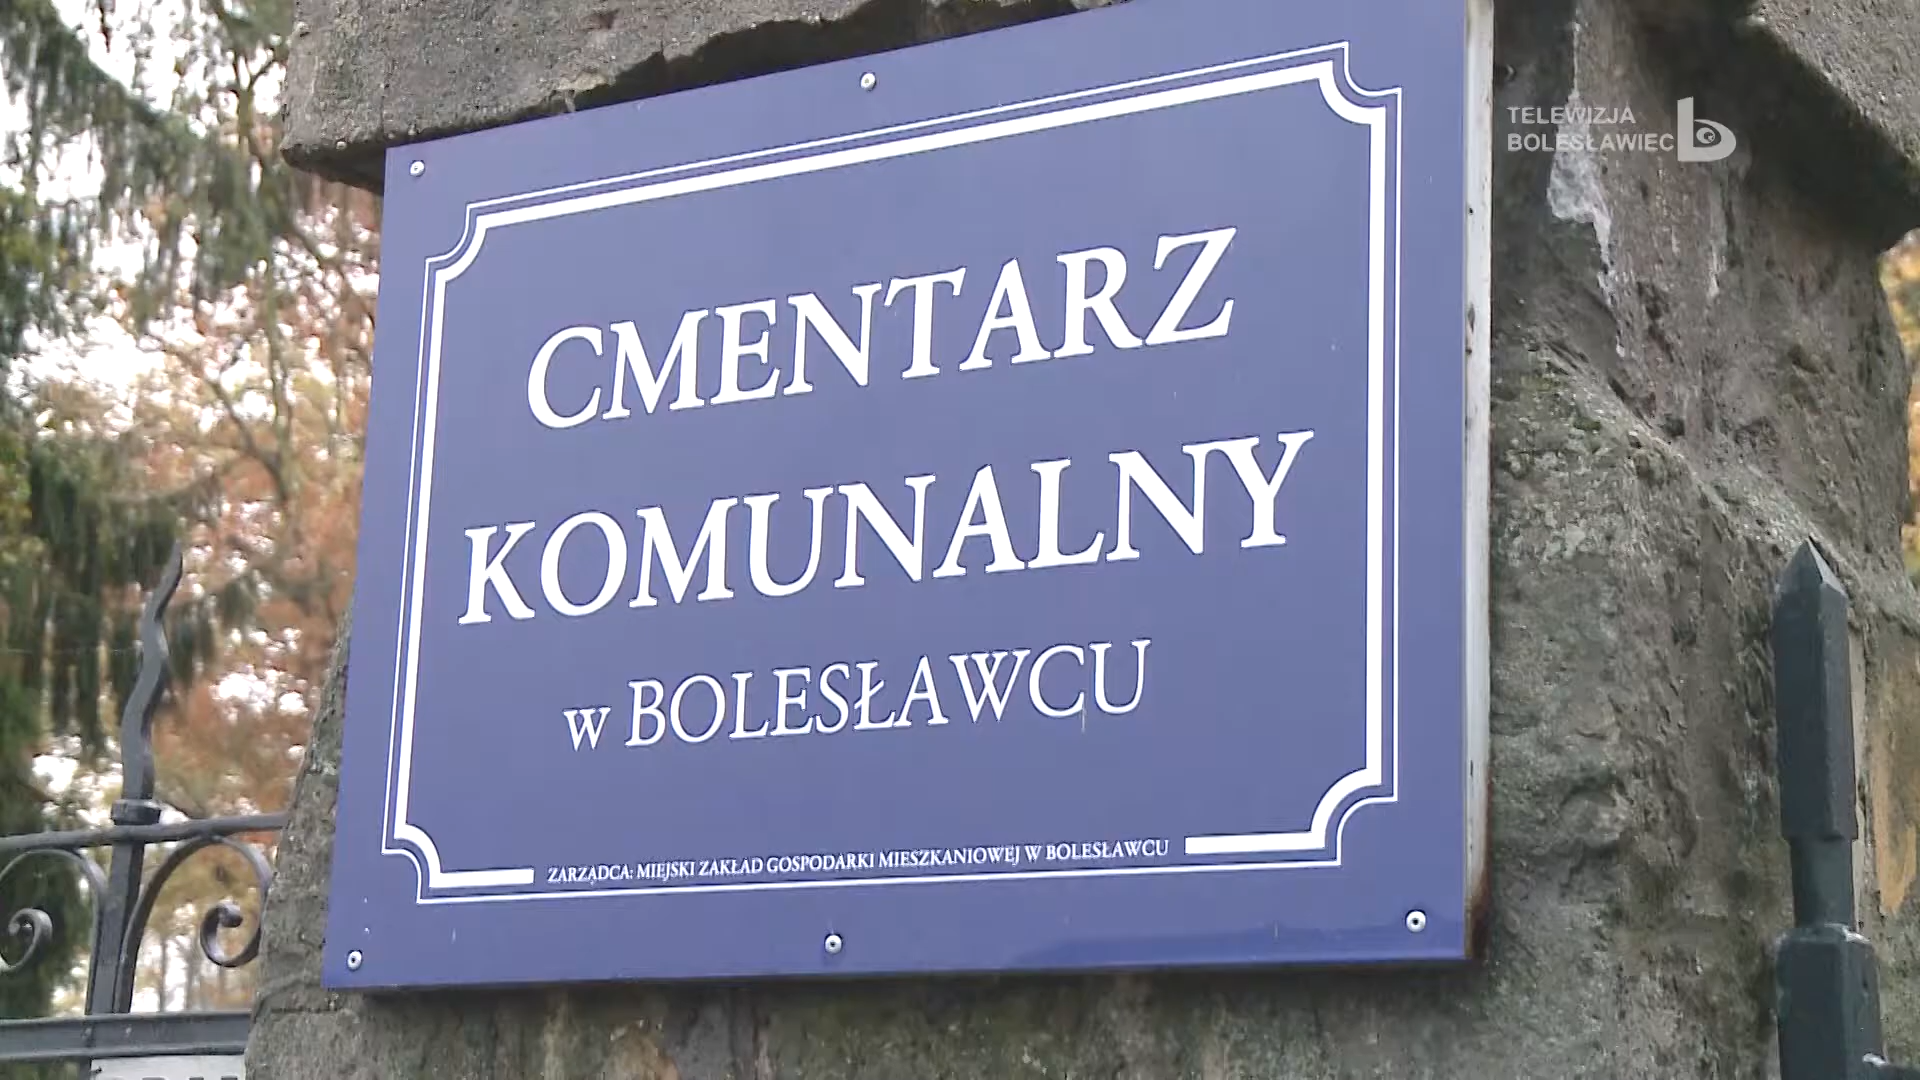 TELEWIZJA
BOLESŁAWIEC
CMENTARZ
KOMUNALNY
w BOLESŁAWCU
ZARZĄDCA: MIEJSKI ZAKŁAD GOSPODARKI MIESZKANIOWEJ W BOLESŁAWCU